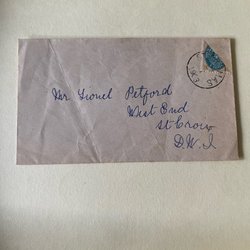 Mr Lionel Petford
West End
St Croix
D.W.I